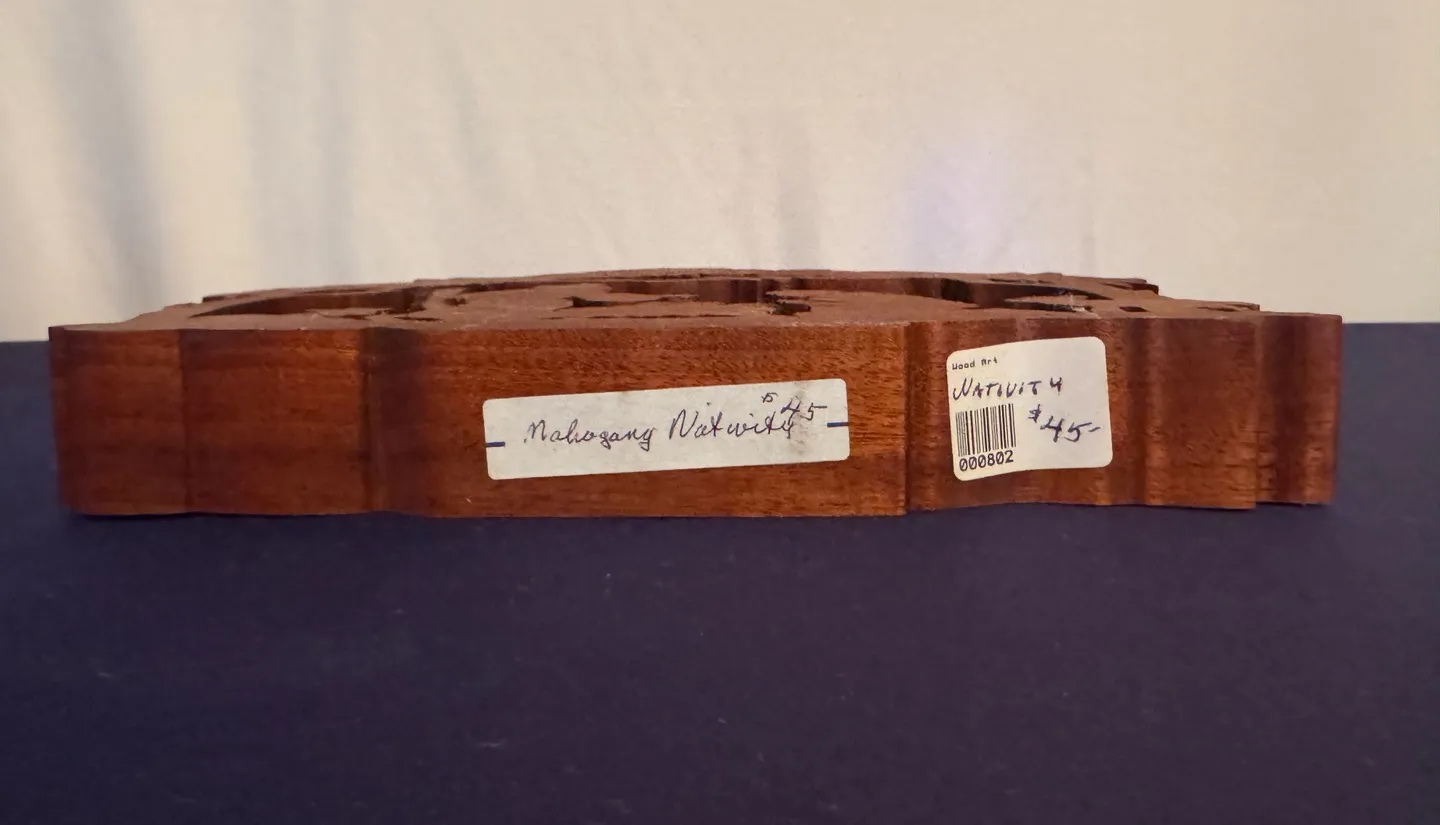 Mahogany Nativity $45
Wood Art
NATIVITY
$45-
000802